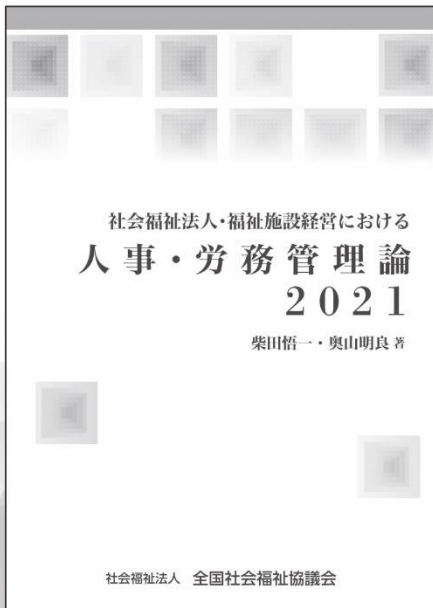 社会福祉法人・福祉施設経営における
人事・労務管理論
2021
柴田悟一・奥山明良 著
社会福祉法人 全国社会福祉協議会